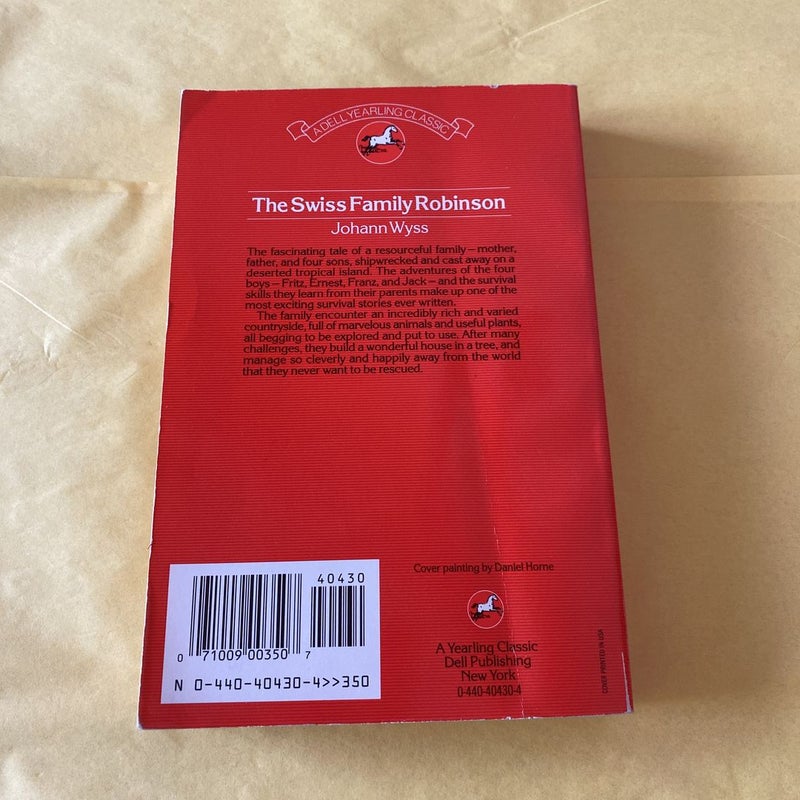 A DELL YEARLING CLASSIC
The Swiss Family Robinson
Johann Wyss
The fascinating tale of a resourceful family—mother,
father, and four sons, shipwrecked and cast away on a
deserted tropical island. The adventures of the four
boys—Fritz, Ernest, Franz, and Jack—and the survival
skills they learn from their parents make up one of the
most exciting survival stories ever written.
The family encounter an incredibly rich and varied
countryside, full of marvelous animals and useful plants,
all begging to be explored and put to use. After many
challenges, they build a wonderful house in a tree, and
manage so cleverly and happily away from the world
that they never want to be rescued.
40430
0 71009 00350 7
N 0-440-40430-4>>350
Cover painting by Daniel Horne
A Yearling Classic
Dell Publishing
New York
0-440-40430-4
COVER PRINTED IN USA